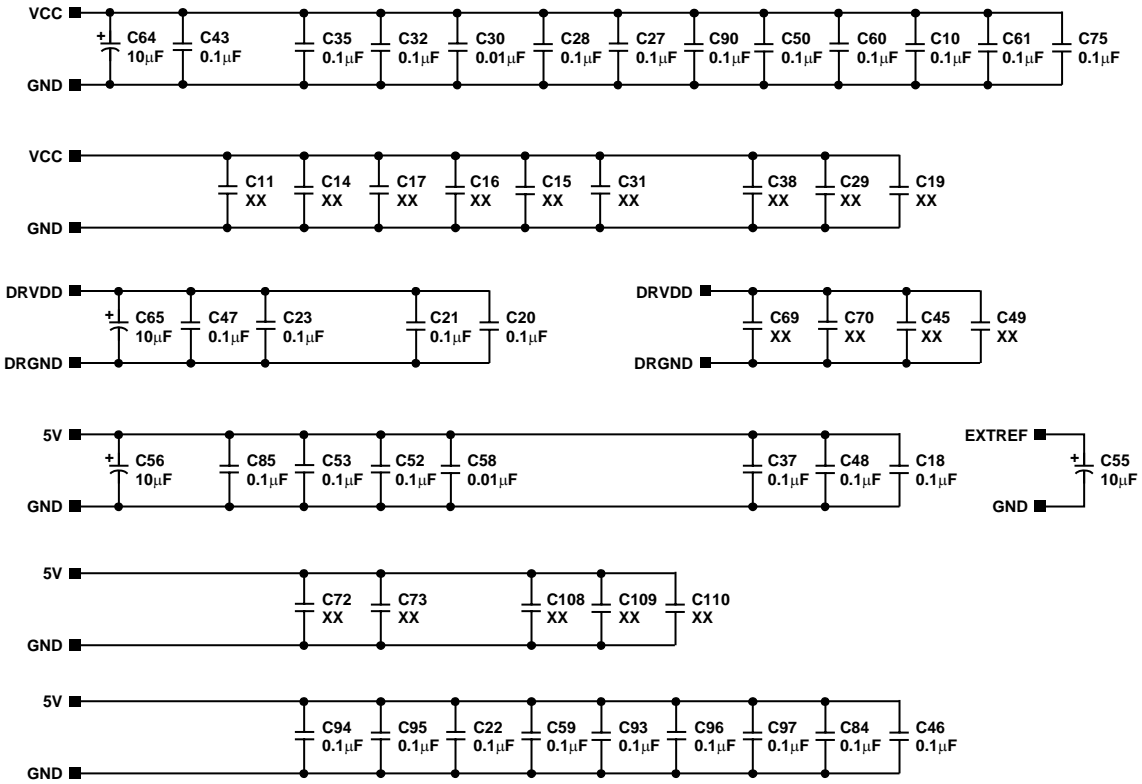 VCC
+ C64 C43 C35 C32 C30 C28 C27 C90 C50 C60 C10 C61 C75
10μF 0.1μF 0.1μF 0.1μF 0.01μF 0.1μF 0.1μF 0.1μF 0.1μF 0.1μF 0.1μF 0.1μF 0.1μF
GND
VCC
C11 C14 C17 C16 C15 C31 C38 C29 C19
XX XX XX XX XX XX XX XX XX
GND
DRVDD
+ C65 C47 C23 C21 C20
10μF 0.1μF 0.1μF 0.1μF 0.1μF
DRGND
DRVDD
C69 C70 C45 C49
XX XX XX XX
DRGND
5V
+ C56 C85 C53 C52 C58 C37 C48 C18
10μF 0.1μF 0.1μF 0.1μF 0.01μF 0.1μF 0.1μF 0.1μF
GND
EXTREF
+ C55
10μF
GND
5V
C72 C73 C108 C109 C110
XX XX XX XX XX
GND
5V
C94 C95 C22 C59 C93 C96 C97 C84 C46
0.1μF 0.1μF 0.1μF 0.1μF 0.1μF 0.1μF 0.1μF 0.1μF 0.1μF
GND